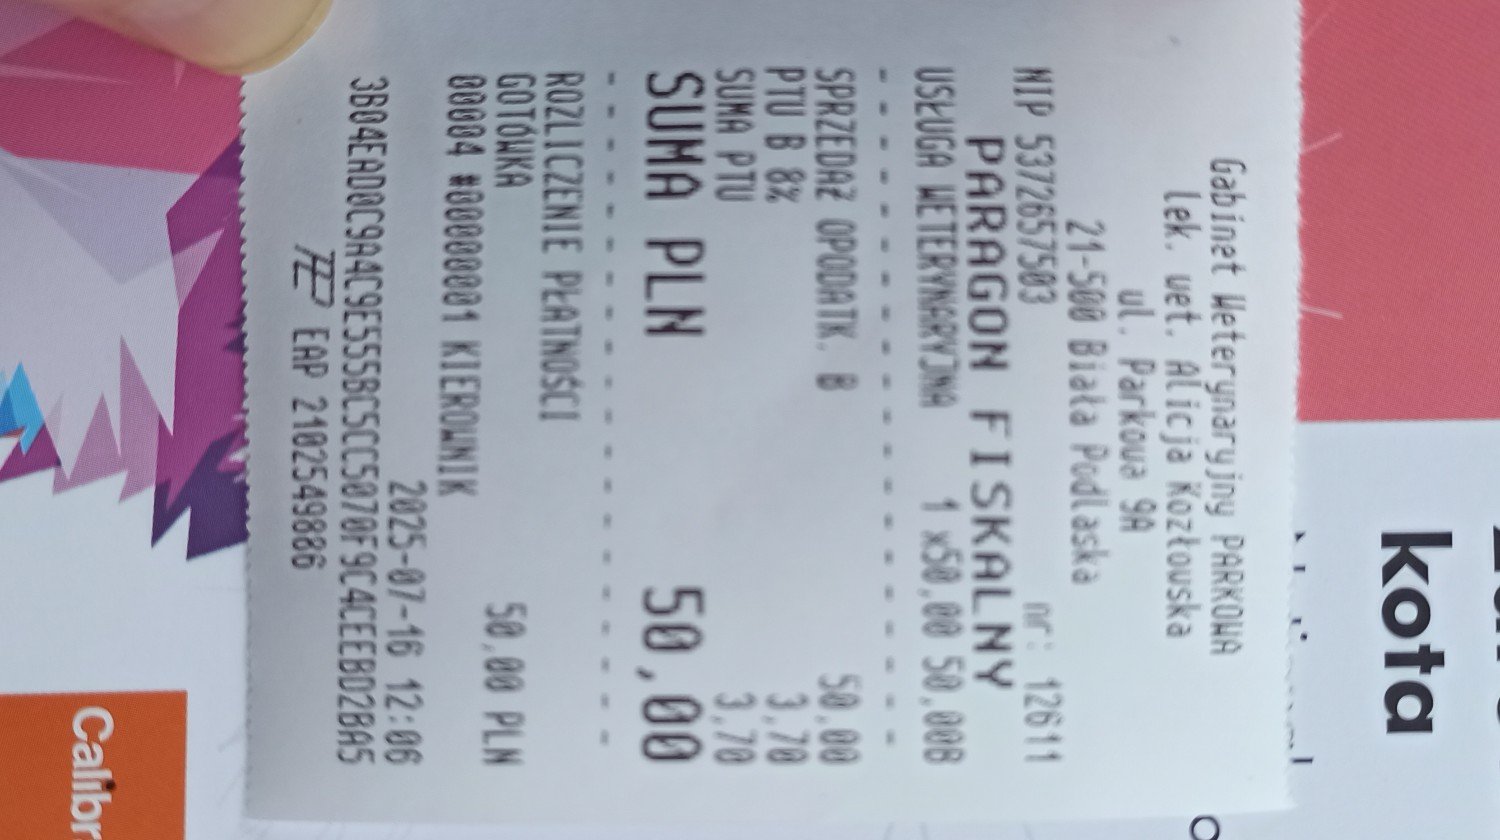 Gabinet Weterynaryjny PARKOWA
lek. wet. Alicja Kozłowska
ul. Parkowa 9A
21-500 Biała Podlaska
NIP 5372657503 nr: 12611
PARAGON FISKALNY
USŁUGA WETERYNARYJNA 1 x50,00 50,00B
SPRZEDAŻ OPODATK. B 50,00
PTU B 8% 3,70
SUMA PTU 3,70
SUMA PLN 50,00
ROZLICZENIE PŁATNOŚCI
GOTÓWKA 50,00 PLN
00004 #00000001 KIEROWNIK
2025-07-16 12:06
3B04EAD0C9A4C9E555BC5CC5070F9C4CEEBD2BA5
EAP 2102549886
kota
Calibr